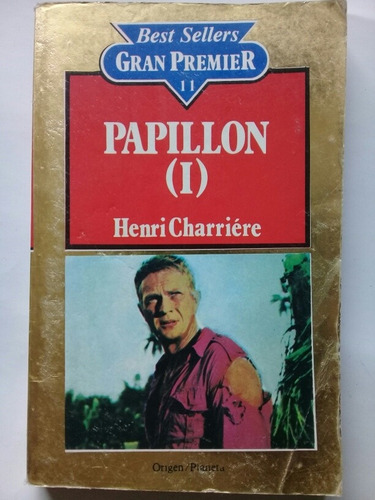 Best Sellers
GRAN PREMIER
11
PAPILLON
(I)
Henri Charriére
Origen/Planeta